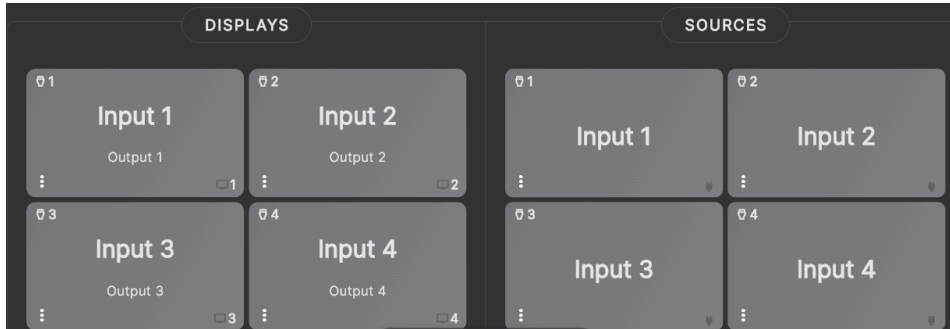 DISPLAYS
1
Input 1
Output 1
1
2
Input 2
Output 2
2
3
Input 3
Output 3
3
4
Input 4
Output 4
4
SOURCES
1
Input 1
2
Input 2
3
Input 3
4
Input 4